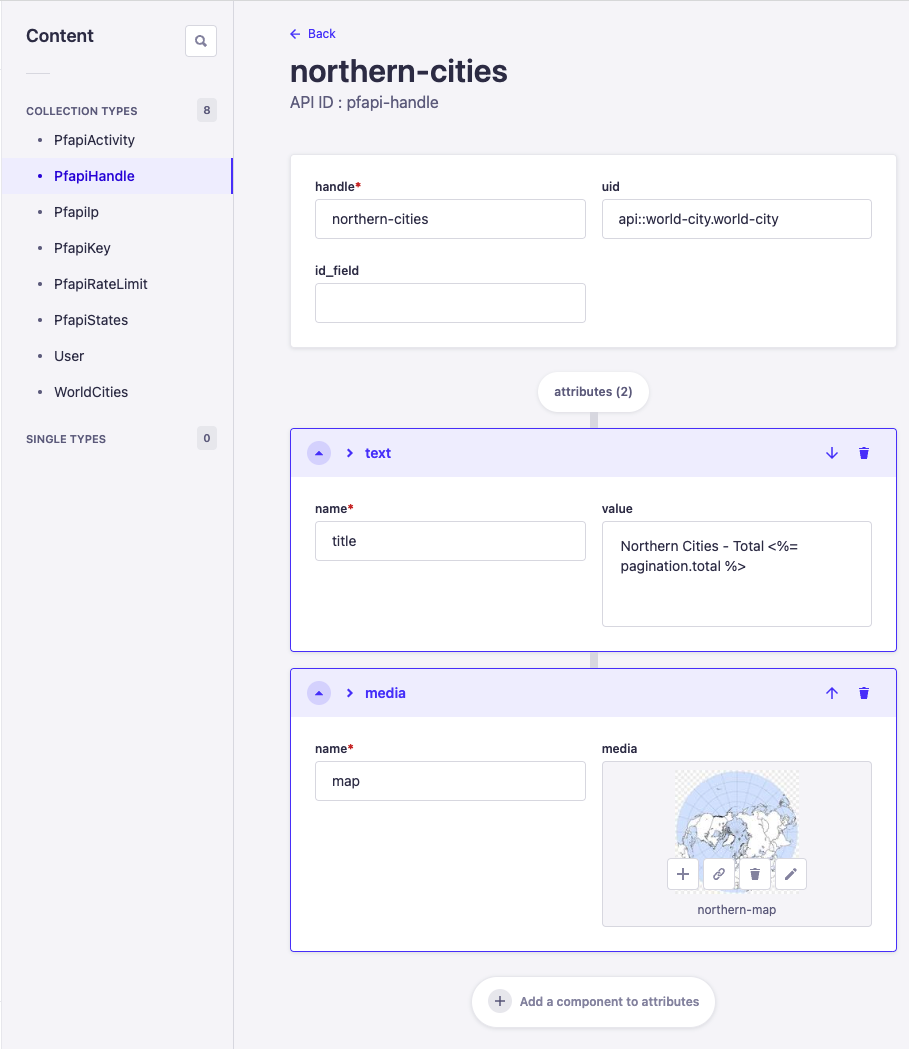 Content
COLLECTION TYPES 8
PfapiActivity
PfapiHandle
PfapiIp
PfapiKey
PfapiRateLimit
PfapiStates
User
WorldCities
SINGLE TYPES 0
Back
northern-cities
API ID : pfapi-handle
handle* uid
northern-cities api::world-city.world-city
id_field
attributes (2)
text
name* value
title Northern Cities - Total <%=
pagination.total %>
media
name* media
map
northern-map
Add a component to attributes